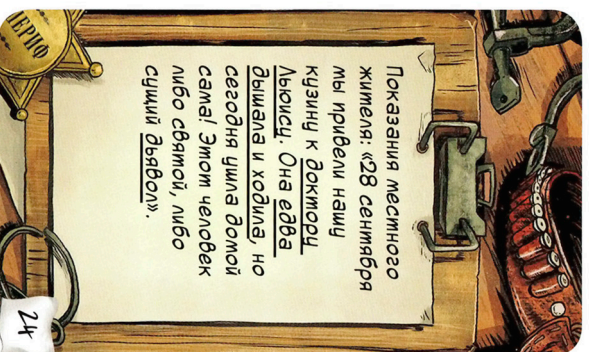 Показания местного
жителя: «28 сентября
мы привели нашу
кузину к доктору
Льюису. Она едва
дышала и ходила, но
сегодня ушла домой
сама! Этот человек
либо святой, либо
сущий дьявол».
24